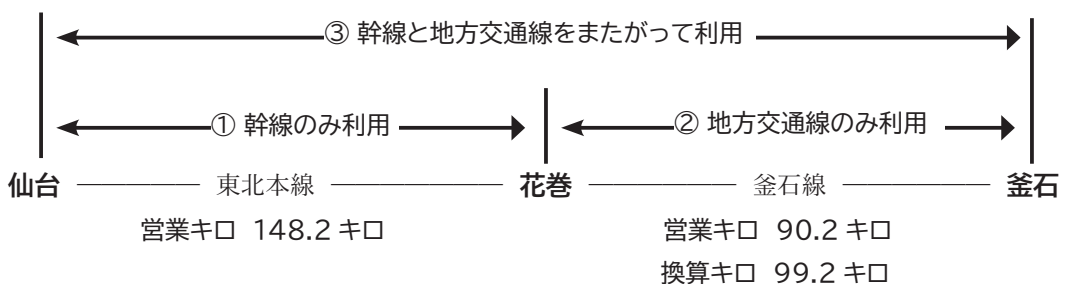 ③ 幹線と地方交通線をまたがって利用
① 幹線のみ利用 ② 地方交通線のみ利用
仙台 東北本線 花巻 釜石線 釜石
営業キロ 148.2 キロ 営業キロ 90.2 キロ
換算キロ 99.2 キロ